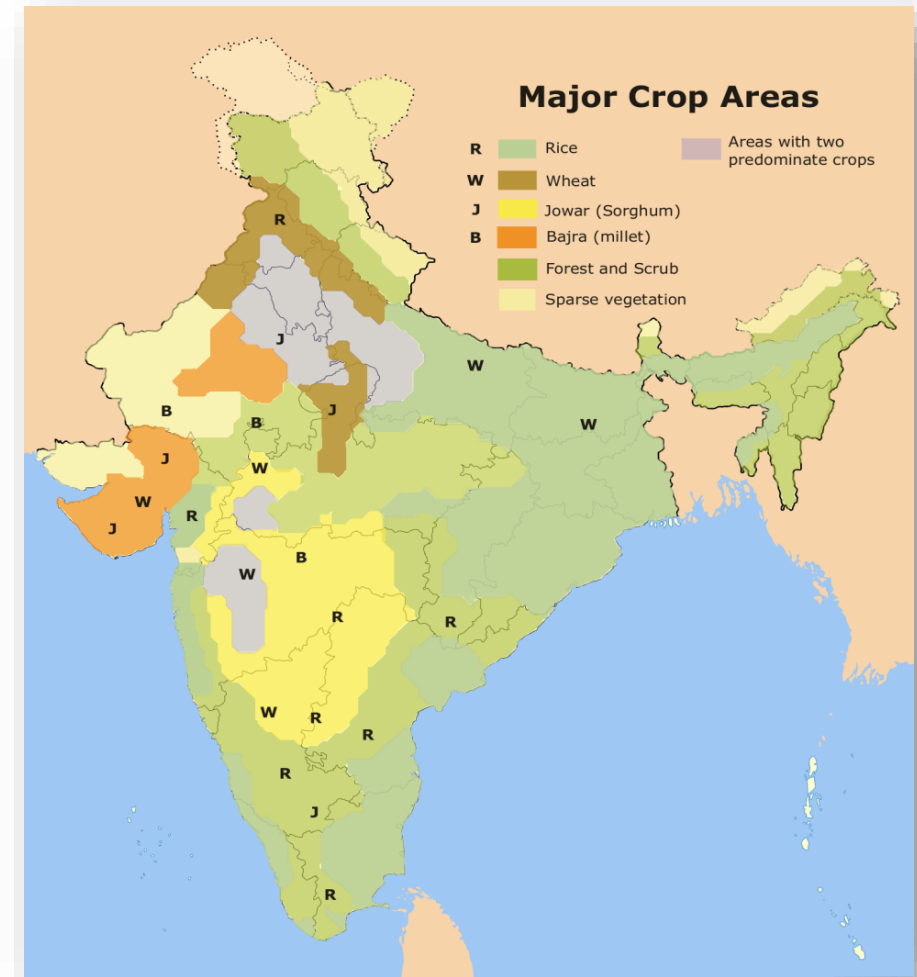 Major Crop Areas
R Rice
W Wheat
J Jowar (Sorghum)
B Bajra (millet)
Forest and Scrub
Sparse vegetation
Areas with two
predominate crops
R
J
W
B
J
B
W
J
W
W
R
J
B
W
R
R
W
R
R
R
J
R